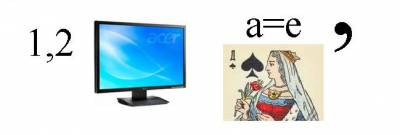 1,2
acer
a=e
Д
,